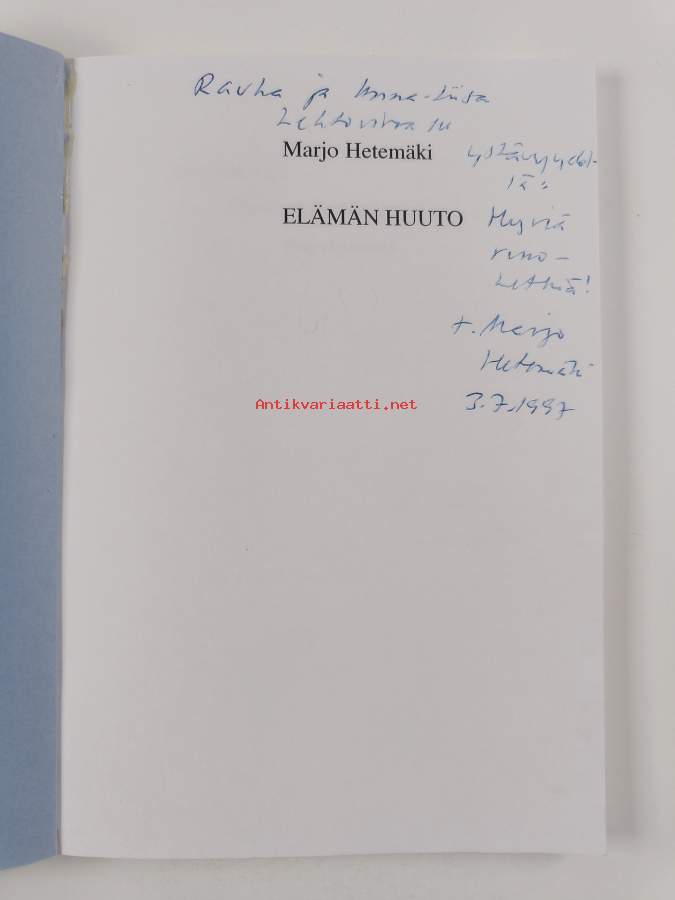 Rauha ja Anna-Liisa
Lehtovirralle
Marjo Hetemäki
ystävyydel-
lä:
ELÄMÄN HUUTO
Hyviä
runo-
hetkiä!
t. Marjo
Hetemäki
3.7.1997
Antikvariaatti.net